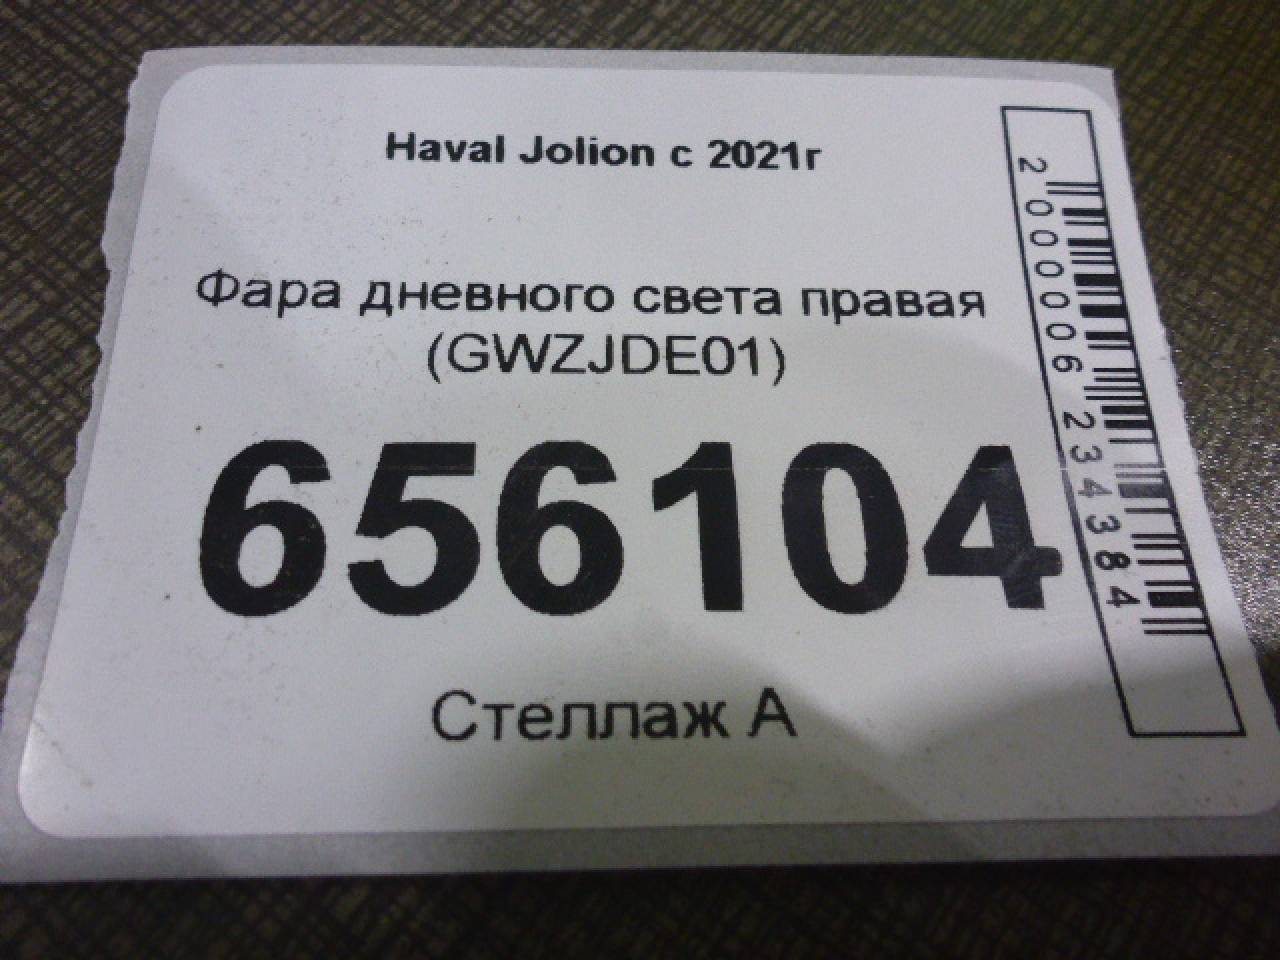 Haval Jolion с 2021г
Фара дневного света правая
(GWZJDE01)
656104
Стеллаж А
2000006234384